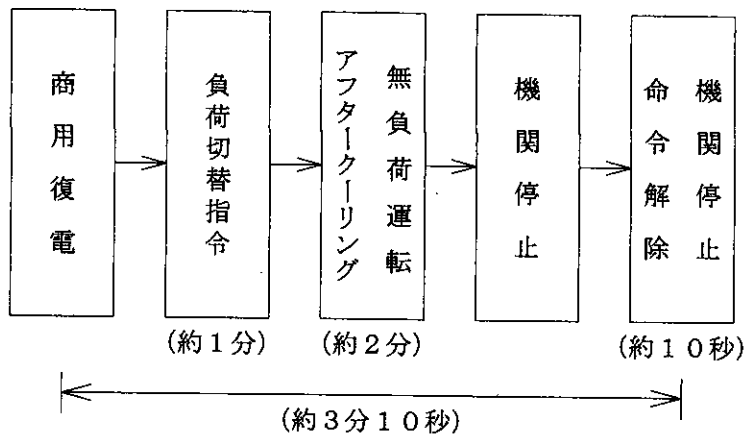 商用復電
負荷切替指令
無負荷運転
アフタークーリング
機関停止
機関停止
命令解除
(約1分)
(約2分)
(約10秒)
(約3分10秒)